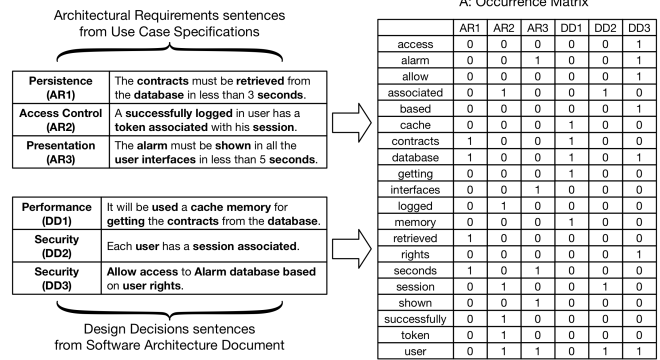 Architectural Requirements sentences
from Use Case Specifications
Persistence
(AR1)
The contracts must be retrieved from
the database in less than 3 seconds.
Access Control
(AR2)
A successfully logged in user has a
token associated with his session.
Presentation
(AR3)
The alarm must be shown in all the
user interfaces in less than 5 seconds.
Performance
(DD1)
It will be used a cache memory for
getting the contracts from the database.
Security
(DD2)
Each user has a session associated.
Security
(DD3)
Allow access to Alarm database based
on user rights.
Design Decisions sentences
from Software Architecture Document
A: Occurrence Matrix
AR1 AR2 AR3 DD1 DD2 DD3
access 0 0 0 0 0 1
alarm 0 0 1 0 0 1
allow 0 0 0 0 0 1
associated 0 1 0 0 1 0
based 0 0 0 0 0 1
cache 0 0 0 1 0 0
contracts 1 0 0 1 0 0
database 1 0 0 1 0 1
getting 0 0 0 1 0 0
interfaces 0 0 1 0 0 0
logged 0 1 0 0 0 0
memory 0 0 0 1 0 0
retrieved 1 0 0 0 0 0
rights 0 0 0 0 0 1
seconds 1 0 1 0 0 0
session 0 1 0 0 1 0
shown 0 0 1 0 0 0
successfully 0 1 0 0 0 0
token 0 1 0 0 0 0
user 0 1 1 0 1 1